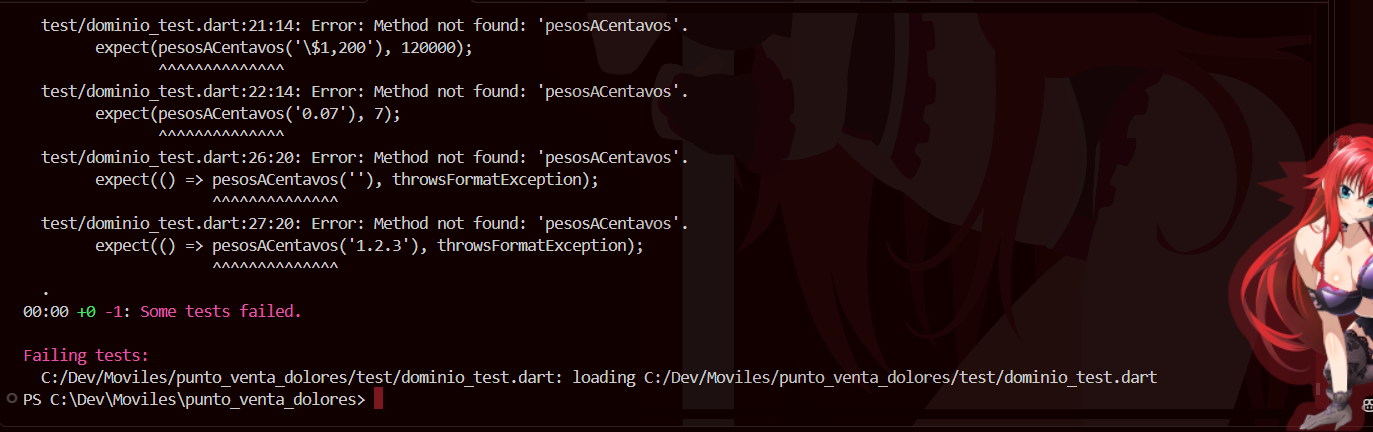 test/dominio_test.dart:21:14: Error: Method not found: 'pesosACentavos'.
expect(pesosACentavos('\$1,200'), 120000);
^^^^^^^^^^^^^^
test/dominio_test.dart:22:14: Error: Method not found: 'pesosACentavos'.
expect(pesosACentavos('0.07'), 7);
^^^^^^^^^^^^^^
test/dominio_test.dart:26:20: Error: Method not found: 'pesosACentavos'.
expect(() => pesosACentavos(''), throwsFormatException);
^^^^^^^^^^^^^^
test/dominio_test.dart:27:20: Error: Method not found: 'pesosACentavos'.
expect(() => pesosACentavos('1.2.3'), throwsFormatException);
^^^^^^^^^^^^^^
.
00:00 +0 -1: Some tests failed.
Failing tests:
C:/Dev/Moviles/punto_venta_dolores/test/dominio_test.dart: loading C:/Dev/Moviles/punto_venta_dolores/test/dominio_test.dart
PS C:\Dev\Moviles\punto_venta_dolores>